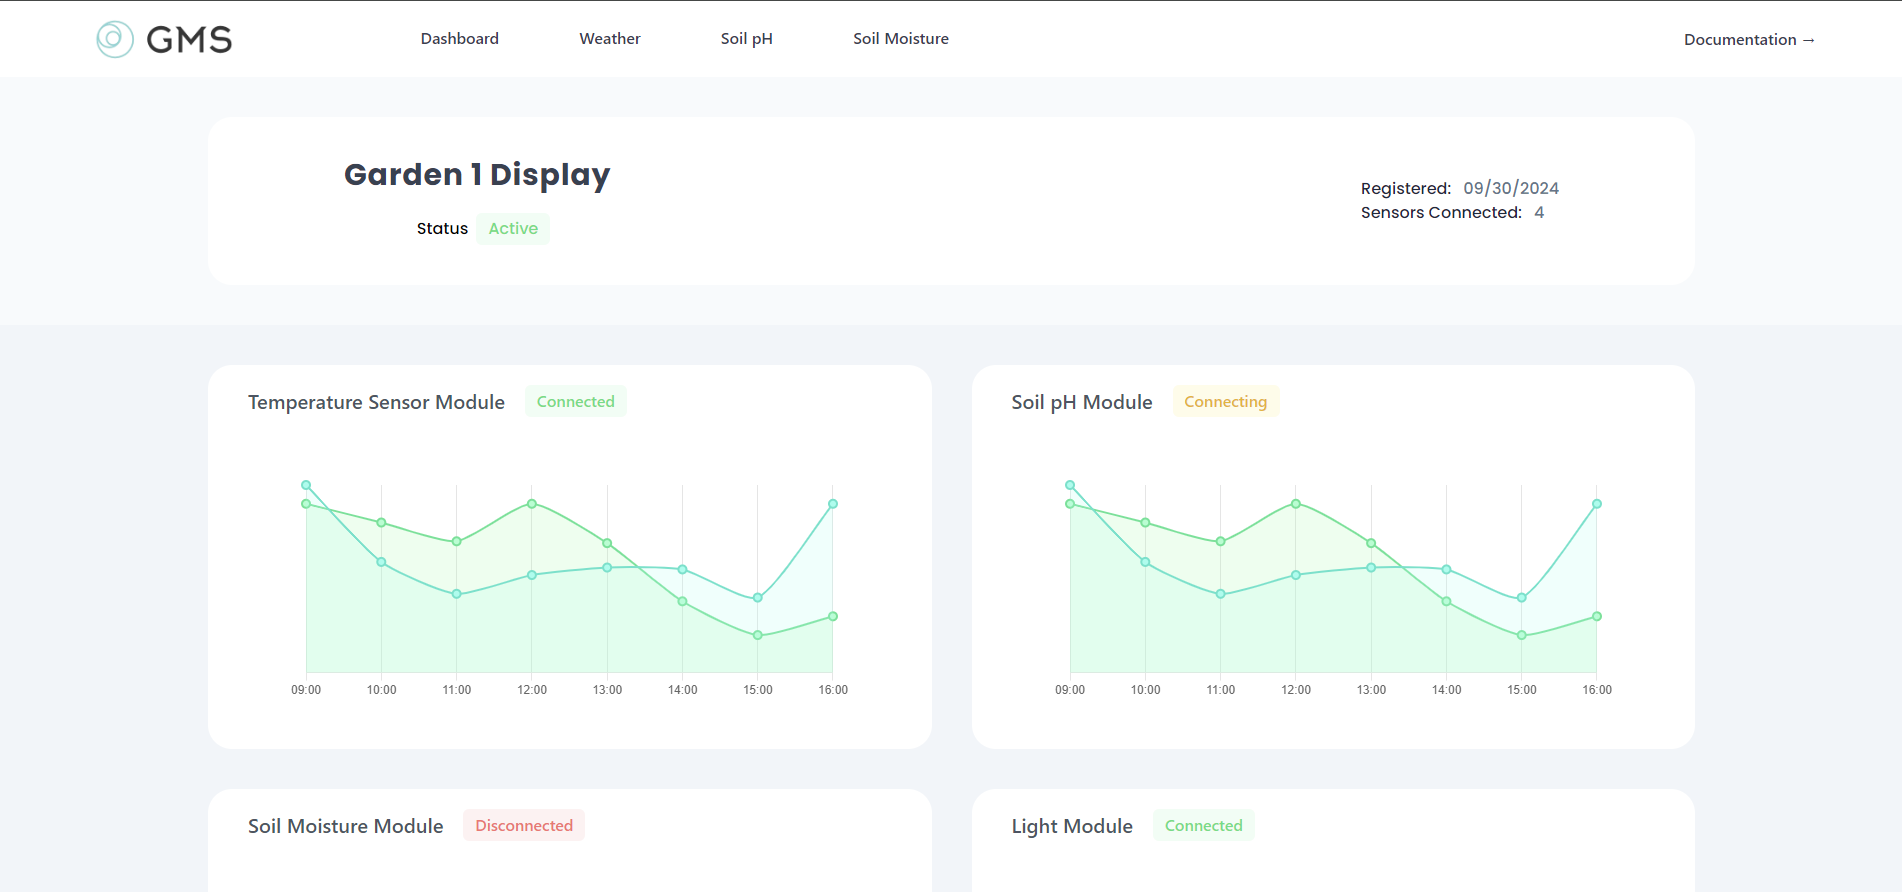 GMS
Dashboard
Weather
Soil pH
Soil Moisture
Documentation →
Garden 1 Display
Status Active
Registered: 09/30/2024
Sensors Connected: 4
Temperature Sensor Module Connected
09:00 10:00 11:00 12:00 13:00 14:00 15:00 16:00
Soil pH Module Connecting
09:00 10:00 11:00 12:00 13:00 14:00 15:00 16:00
Soil Moisture Module Disconnected
Light Module Connected